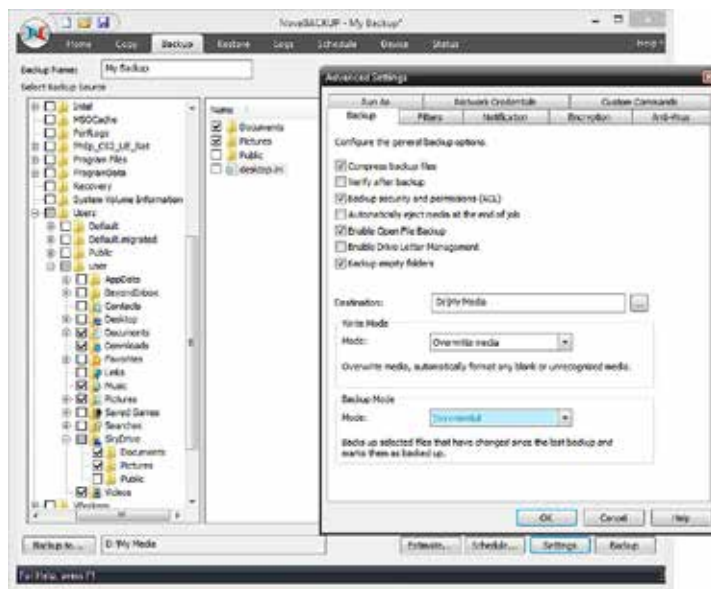 NovaBACKUP - My Backup*
Home Copy Backup Restore Logs Schedule Device Status Help
Backup Name: My Backup
Select Backup Source
Intel
MSOCache
PerfLogs
Program Files
ProgramData
Recovery
System Volume Information
Users
Default
Default.migrated
Public
user
AppData
BeyondInbox
Contacts
Desktop
Documents
Downloads
Favorites
Links
Music
Pictures
Saved Games
Searches
SkyDrive
Documents
Pictures
Public
Videos
Windows
Name
Documents
Pictures
Public
desktop.ini
Advanced Settings
Run As Network Credentials Custom Commands
Backup Filters Notification Encryption Anti-Virus
Configure the general Backup options.
Compress backup files
Verify after backup
Backup security and permissions (ACL)
Automatically eject media at the end of job
Enable Open File Backup
Enable Drive Letter Management
Backup empty folders
Destination: D:\My Media ...
Write Mode
Mode: Overwrite media
Overwrite media, automatically format any blank or unrecognized media.
Backup Mode
Mode: Incremental
Backs up selected files that have changed since the last backup and
marks them as backed up.
OK Cancel Help
Backup to... D:\My Media Estimate... Schedule... Settings Backup
For Help, press F1